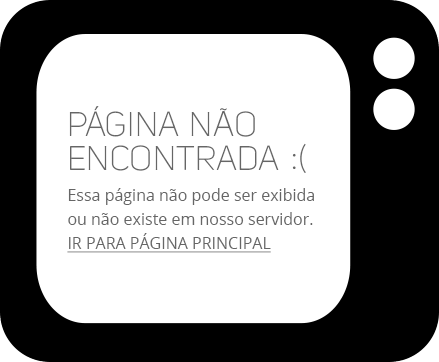 PÁGINA NÃO
ENCONTRADA :(
Essa página não pode ser exibida
ou não existe em nosso servidor.
IR PARA PÁGINA PRINCIPAL